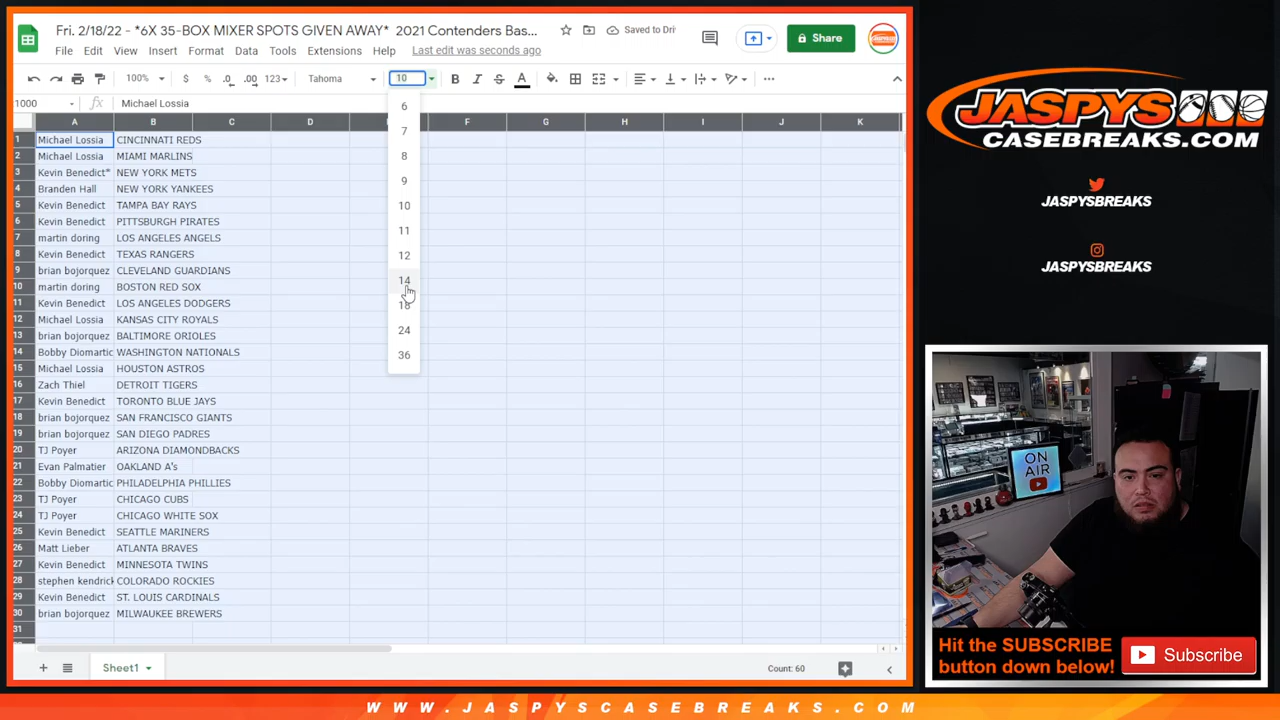 Fri. 2/18/22 - *6X 35-BOX MIXER SPOTS GIVEN AWAY* 2021 Contenders Bas...
Saved to Dri
File Edit View Insert Format Data Tools Extensions Help Last edit was seconds ago
Share
100% $ % .0 .00 123 Tahoma 10 B I S A
1000 fx Michael Lossia
A B C D F G H I J K
1 Michael Lossia CINCINNATI REDS
2 Michael Lossia MIAMI MARLINS
3 Kevin Benedict* NEW YORK METS
4 Branden Hall NEW YORK YANKEES
5 Kevin Benedict TAMPA BAY RAYS
6 Kevin Benedict PITTSBURGH PIRATES
7 martin doring LOS ANGELES ANGELS
8 Kevin Benedict TEXAS RANGERS
9 brian bojorquez CLEVELAND GUARDIANS
10 martin doring BOSTON RED SOX
11 Kevin Benedict LOS ANGELES DODGERS
12 Michael Lossia KANSAS CITY ROYALS
13 brian bojorquez BALTIMORE ORIOLES
14 Bobby Diomartic WASHINGTON NATIONALS
15 Michael Lossia HOUSTON ASTROS
16 Zach Thiel DETROIT TIGERS
17 Kevin Benedict TORONTO BLUE JAYS
18 brian bojorquez SAN FRANCISCO GIANTS
19 brian bojorquez SAN DIEGO PADRES
20 TJ Poyer ARIZONA DIAMONDBACKS
21 Evan Palmatier OAKLAND A's
22 Bobby Diomartic PHILADELPHIA PHILLIES
23 TJ Poyer CHICAGO CUBS
24 TJ Poyer CHICAGO WHITE SOX
25 Kevin Benedict SEATTLE MARINERS
26 Matt Lieber ATLANTA BRAVES
27 Kevin Benedict MINNESOTA TWINS
28 stephen kendrick COLORADO ROCKIES
29 Kevin Benedict ST. LOUIS CARDINALS
30 brian bojorquez MILWAUKEE BREWERS
31
6
7
8
9
10
11
12
14
18
24
36
Sheet1
Count: 60
JASPYS
CASEBREAKS.COM
JASPYSBREAKS
JASPYSBREAKS
ON
AIR
Hit the SUBSCRIBE
button down below!
Subscribe
WWW.JASPYSCASEBREAKS.COM